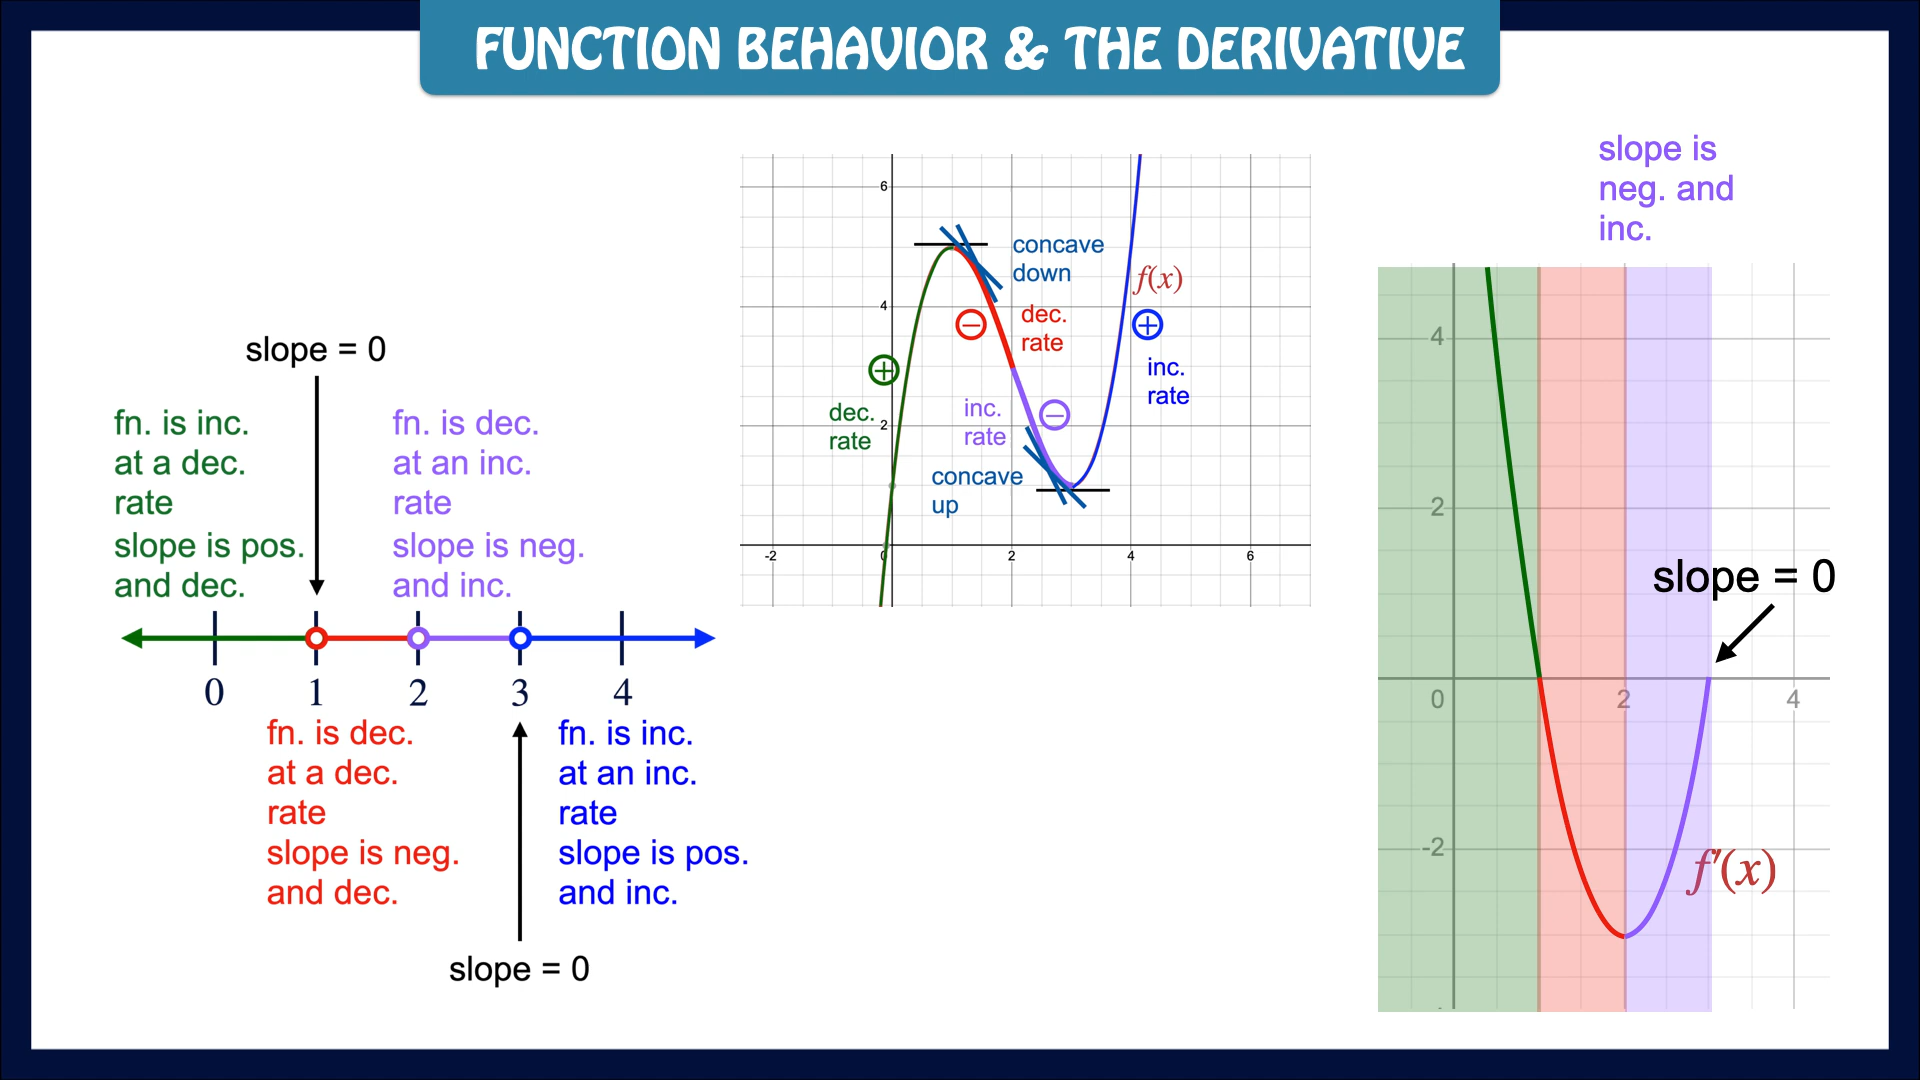 FUNCTION BEHAVIOR & THE DERIVATIVE
slope = 0
fn. is inc.
at a dec.
rate
slope is pos.
and dec.
fn. is dec.
at an inc.
rate
slope is neg.
and inc.
0 1 2 3 4
fn. is dec.
at a dec.
rate
slope is neg.
and dec.
fn. is inc.
at an inc.
rate
slope is pos.
and inc.
slope = 0
6
4
2
-2 0 2 4 6
concave
down
f(x)
dec.
rate
inc.
rate
dec.
rate
inc.
rate
concave
up
slope is
neg. and
inc.
4
2
slope = 0
0 2 4
-2
f'(x)